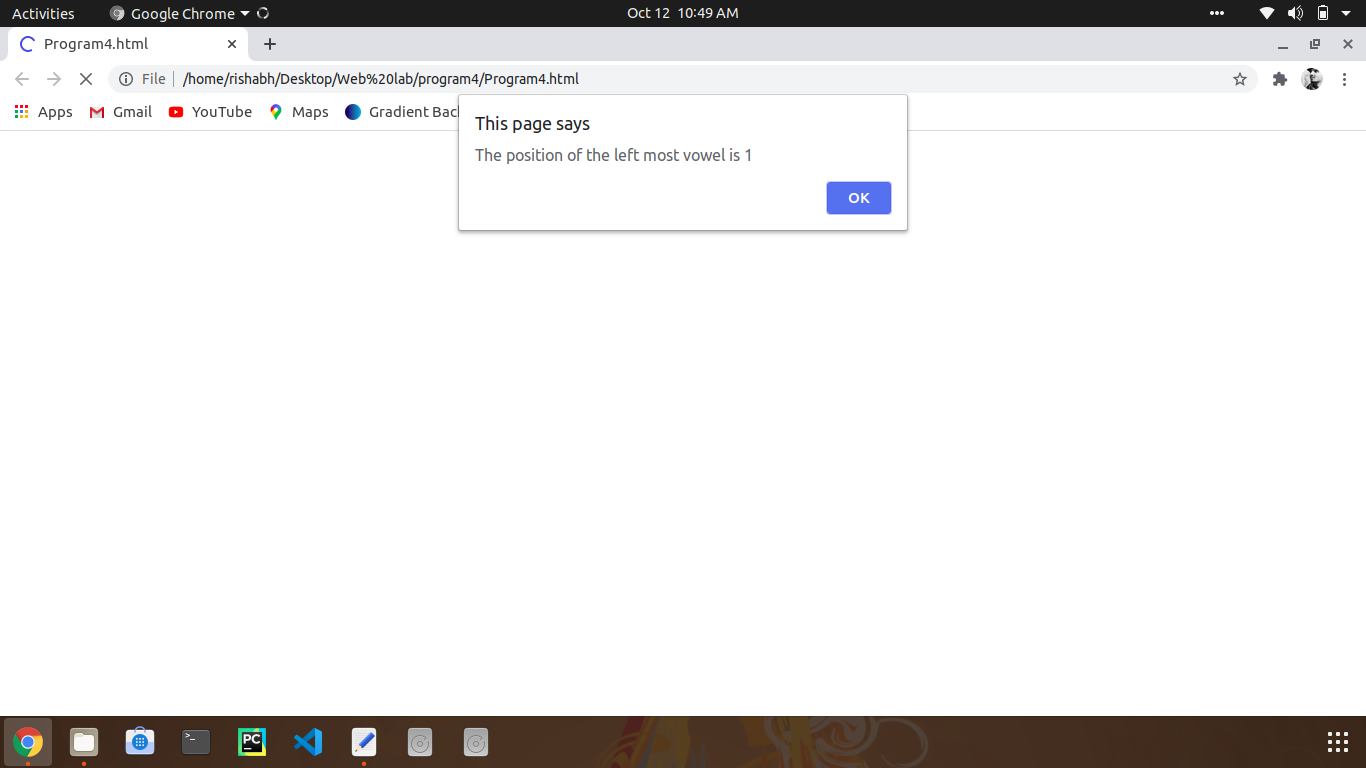 Activities Google Chrome Oct 12 10:49 AM
Program4.html
File /home/rishabh/Desktop/Web%20lab/program4/Program4.html
Apps Gmail YouTube Maps Gradient Bac
This page says
The position of the left most vowel is 1
OK
>_ PC